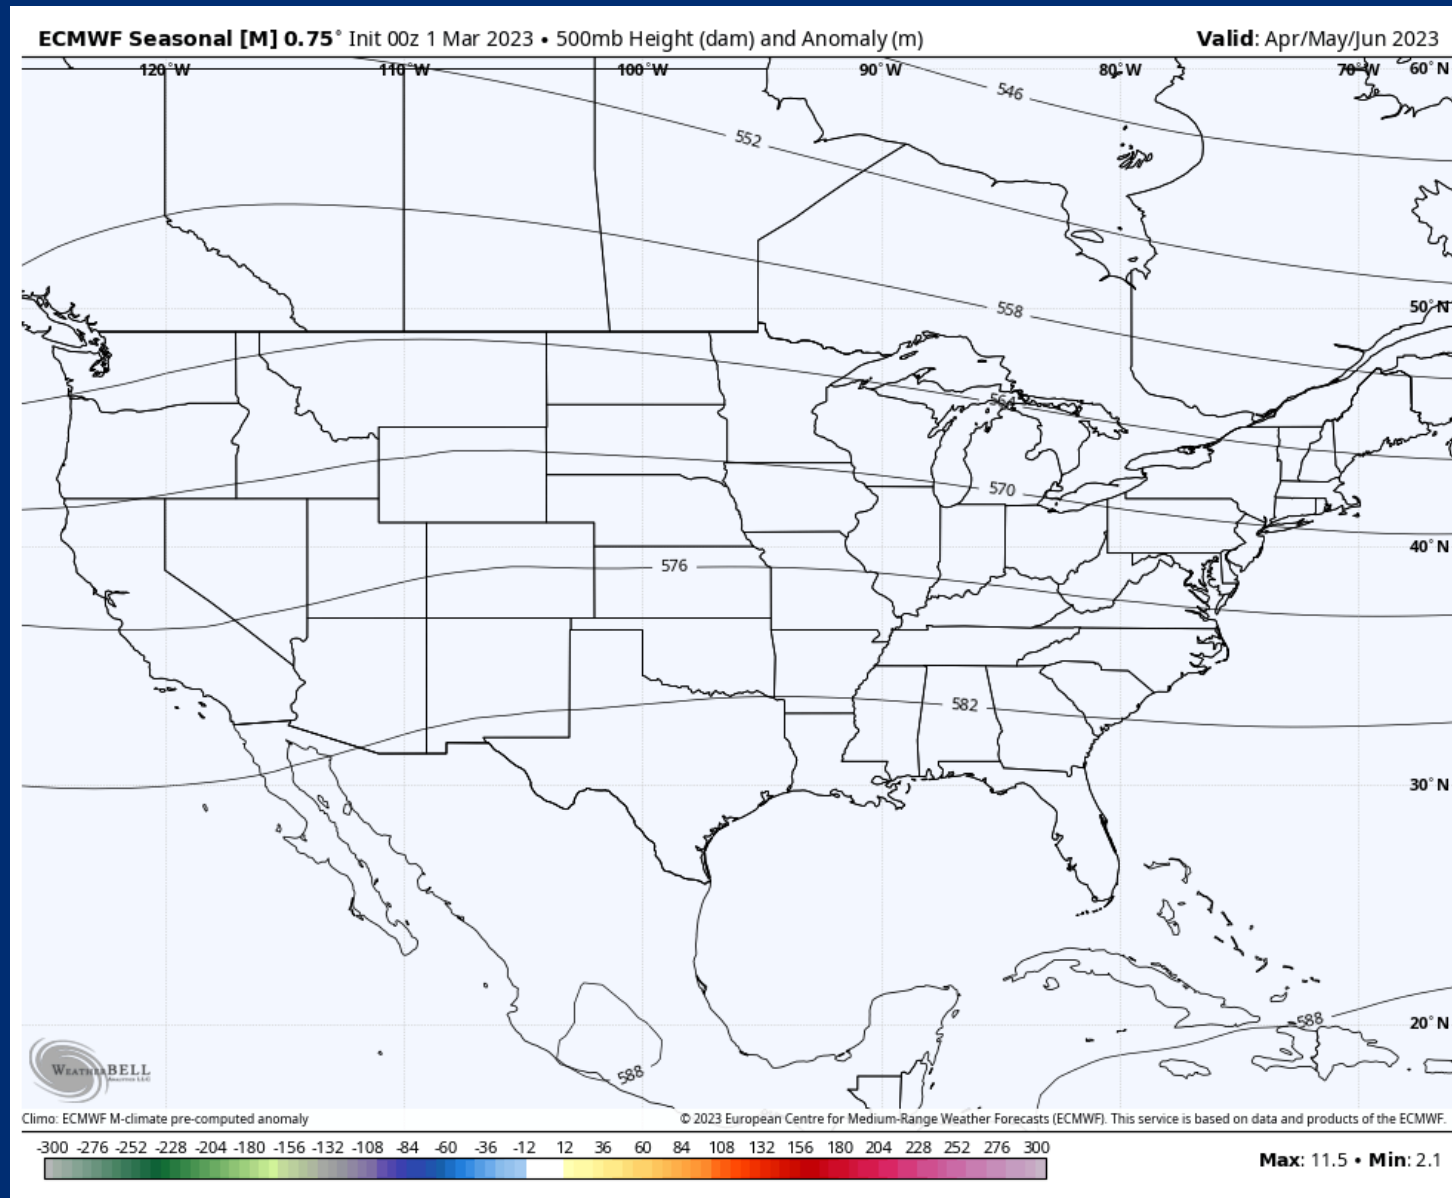 ECMWF Seasonal [M] 0.75° Init 00z 1 Mar 2023 • 500mb Height (dam) and Anomaly (m)
Valid: Apr/May/Jun 2023
120°W 110°W 100°W 90°W 80°W 70°W 60°N
546
552
558
50°N
564
570
40°N
576
582
30°N
588
20°N
588
WEATHERBELL
Climo: ECMWF M-climate pre-computed anomaly
© 2023 European Centre for Medium-Range Weather Forecasts (ECMWF). This service is based on data and products of the ECMWF.
-300 -276 -252 -228 -204 -180 -156 -132 -108 -84 -60 -36 -12 12 36 60 84 108 132 156 180 204 228 252 276 300
Max: 11.5 • Min: 2.1